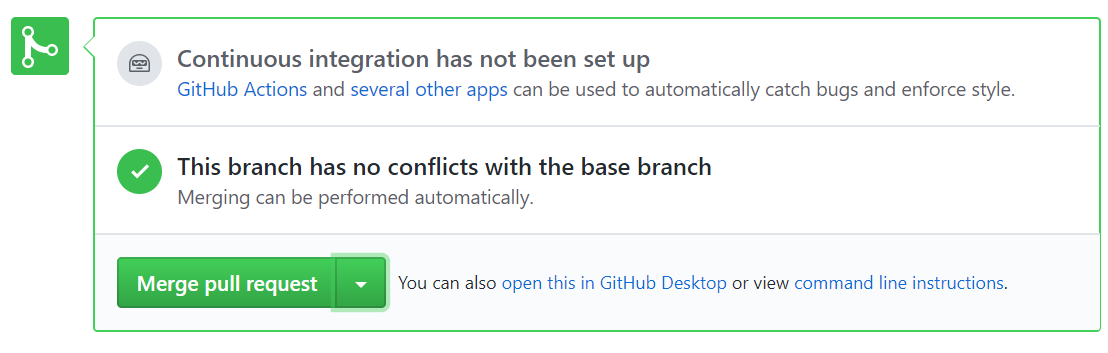 Continuous integration has not been set up
GitHub Actions and several other apps can be used to automatically catch bugs and enforce style.
This branch has no conflicts with the base branch
Merging can be performed automatically.
Merge pull request
You can also open this in GitHub Desktop or view command line instructions.